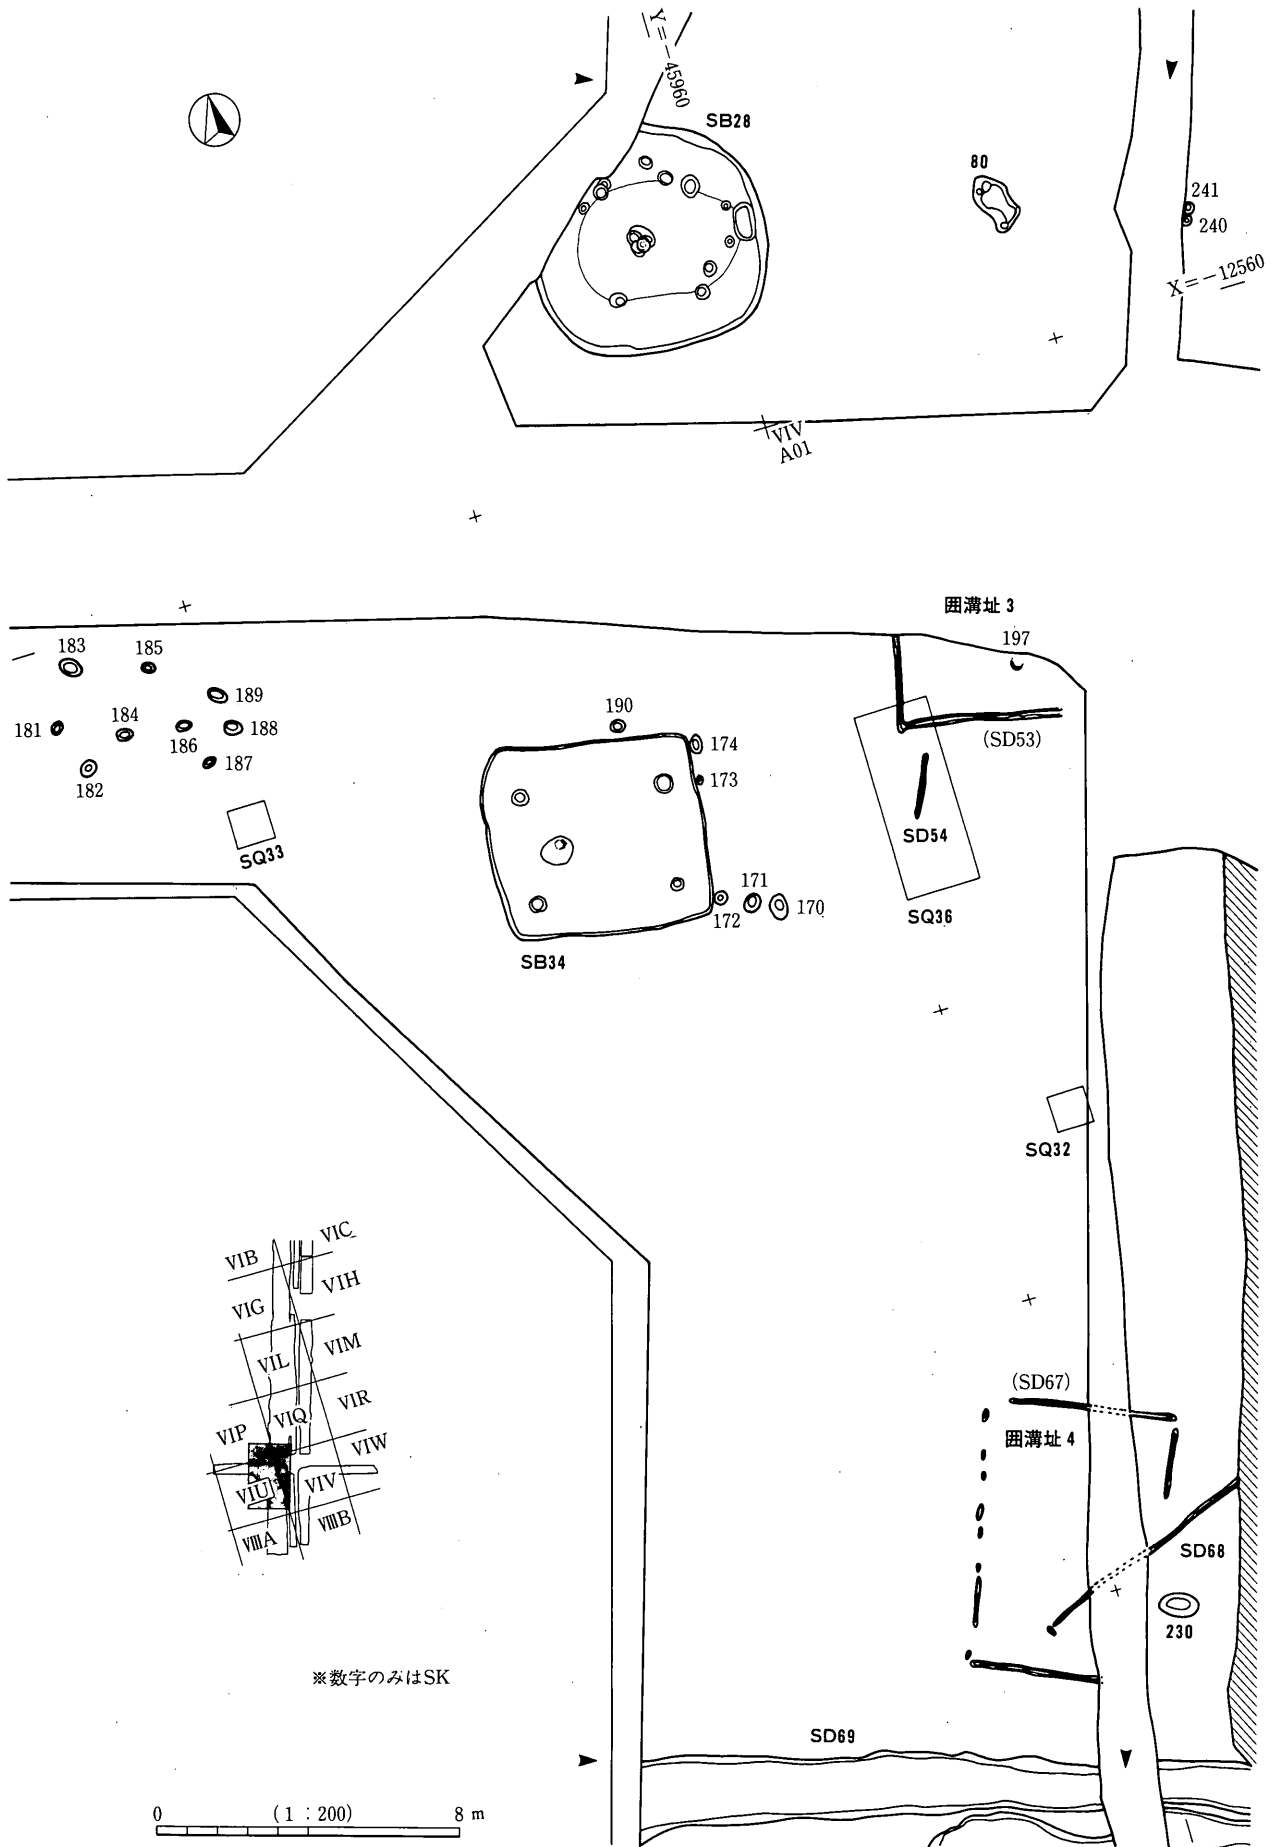 Y=-45960
SB28
80
241
240
X=-12560
VIV
A01
囲溝址 3
197
183
185
189
190
181
184
186
188
174
(SD53)
187
173
182
SD54
SQ33
171
170
172
SQ36
SB34
SQ32
VIC
VIB
VIH
VIG
VIM
VIL
(SD67)
VIR
VIQ
VIP
囲溝址 4
VIW
VIU
VIV
VIIIB
VIIIA
SD68
230
※数字のみはSK
SD69
0 (1 : 200) 8 m